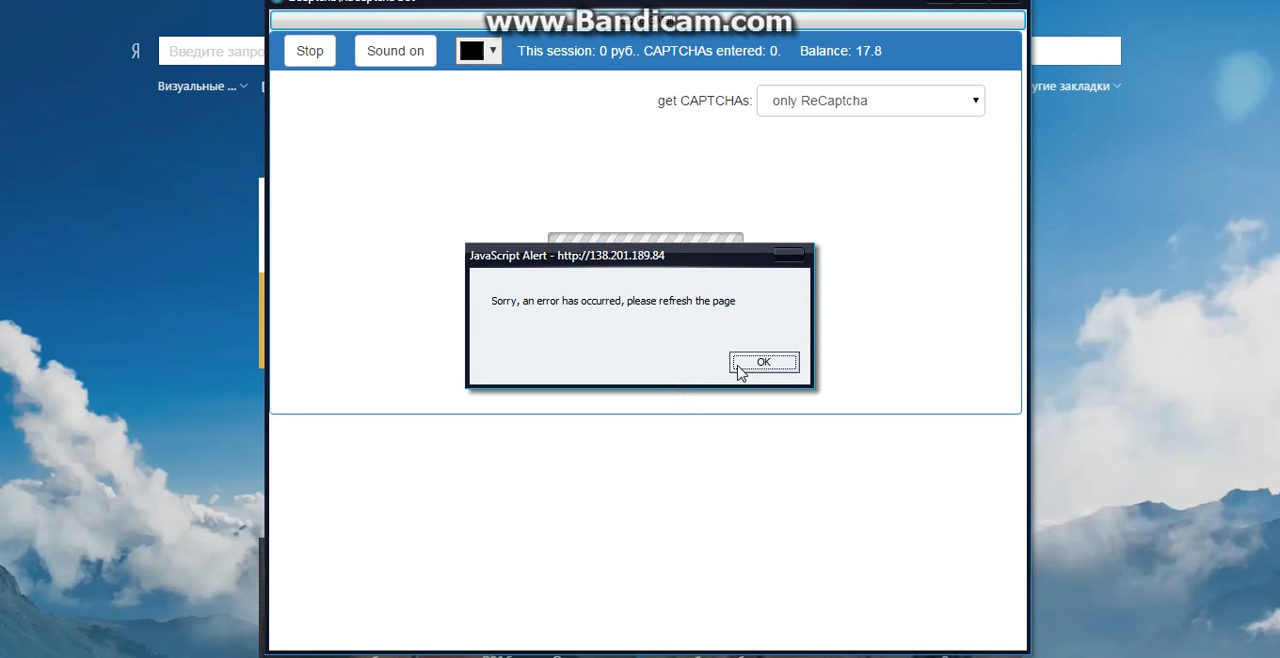 www.Bandicam.com
Я Введите запро
Stop
Sound on
This session: 0 руб.. CAPTCHAs entered: 0. Balance: 17.8
Визуальные ...
угие закладки
get CAPTCHAs: only ReCaptcha
JavaScript Alert - http://138.201.189.84
Sorry, an error has occurred, please refresh the page
OK